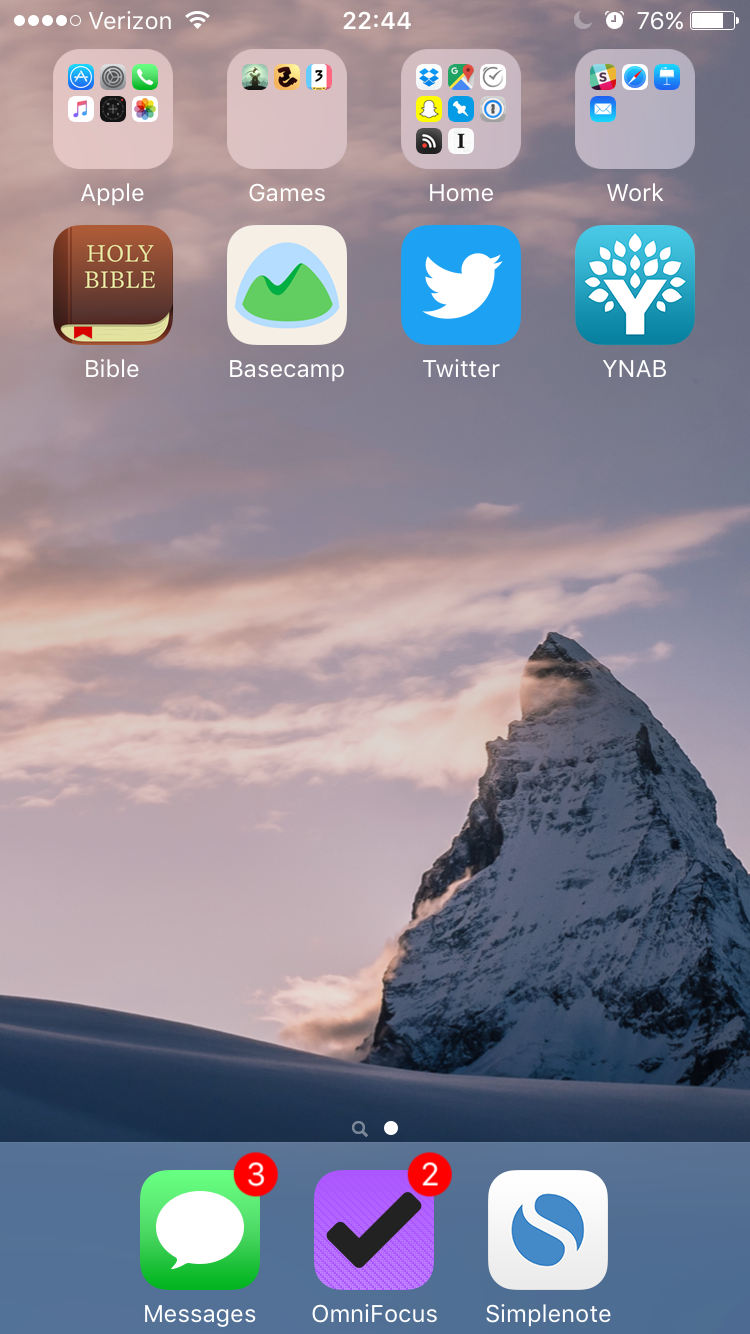 Verizon 22:44 76%
Apple Games Home Work
HOLY
BIBLE
Bible Basecamp Twitter YNAB
3 2
Messages OmniFocus Simplenote